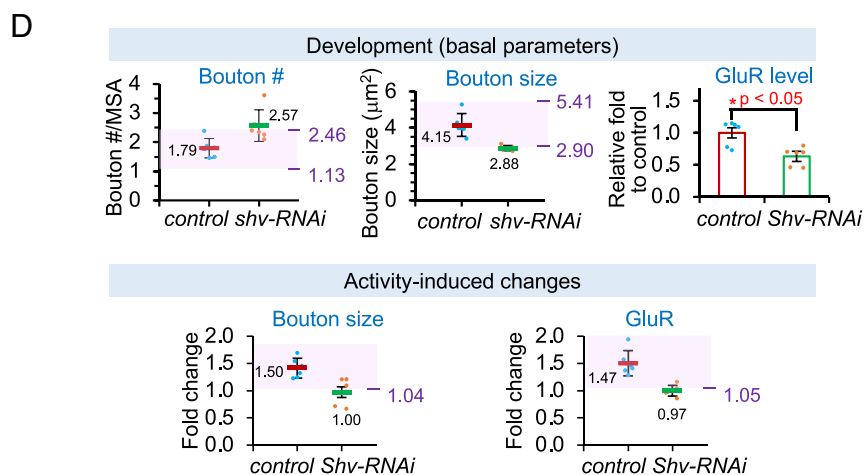 D
Development (basal parameters)
Bouton #
Bouton #/MSA
4
3
2
1
0
1.79
2.57
2.46
1.13
control shv-RNAi
Bouton size
Bouton size (μm²)
6
4
2
0
4.15
2.88
5.41
2.90
control shv-RNAi
GluR level
Relative fold
to control
1.5
1.0
0.5
0.0
* p < 0.05
control Shv-RNAi
Activity-induced changes
Bouton size
Fold change
2.0
1.5
1.0
0.5
0.0
1.50
1.00
1.04
control Shv-RNAi
GluR
Fold change
2.0
1.5
1.0
0.5
0.0
1.47
0.97
1.05
control Shv-RNAi